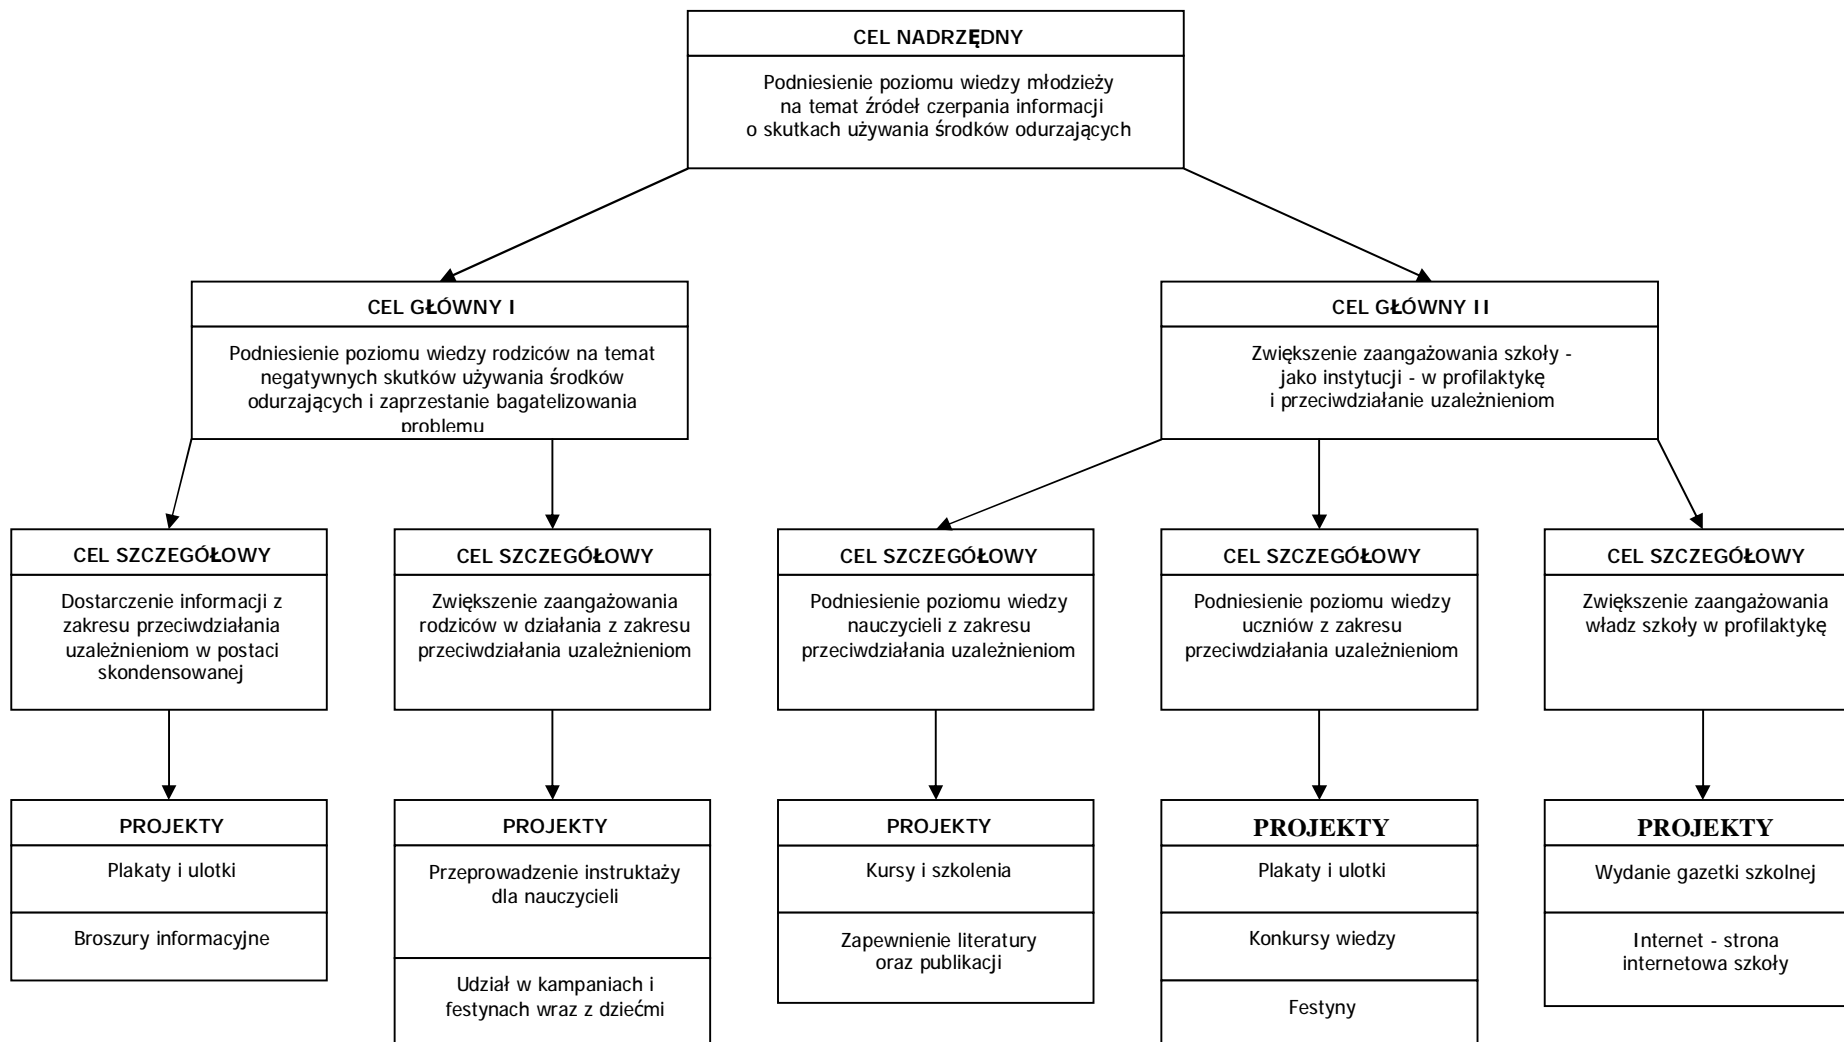 CEL NADRZĘDNY
Podniesienie poziomu wiedzy młodzieży
na temat źródeł czerpania informacji
o skutkach używania środków odurzających
CEL GŁÓWNY I
Podniesienie poziomu wiedzy rodziców na temat
negatywnych skutków używania środków
odurzających i zaprzestanie bagatelizowania
problemu
CEL GŁÓWNY II
Zwiększenie zaangażowania szkoły -
jako instytucji - w profilaktykę
i przeciwdziałanie uzależnieniom
CEL SZCZEGÓŁOWY
Dostarczenie informacji z
zakresu przeciwdziałania
uzależnieniom w postaci
skondensowanej
CEL SZCZEGÓŁOWY
Zwiększenie zaangażowania
rodziców w działania z zakresu
przeciwdziałania uzależnieniom
CEL SZCZEGÓŁOWY
Podniesienie poziomu wiedzy
nauczycieli z zakresu
przeciwdziałania uzależnieniom
CEL SZCZEGÓŁOWY
Podniesienie poziomu wiedzy
uczniów z zakresu
przeciwdziałania uzależnieniom
CEL SZCZEGÓŁOWY
Zwiększenie zaangażowania
władz szkoły w profilaktykę
PROJEKTY
Plakaty i ulotki
Broszury informacyjne
PROJEKTY
Przeprowadzenie instruktaży
dla nauczycieli
Udział w kampaniach i
festynach wraz z dziećmi
PROJEKTY
Kursy i szkolenia
Zapewnienie literatury
oraz publikacji
PROJEKTY
Plakaty i ulotki
Konkursy wiedzy
Festyny
PROJEKTY
Wydanie gazetki szkolnej
Internet - strona
internetowa szkoły